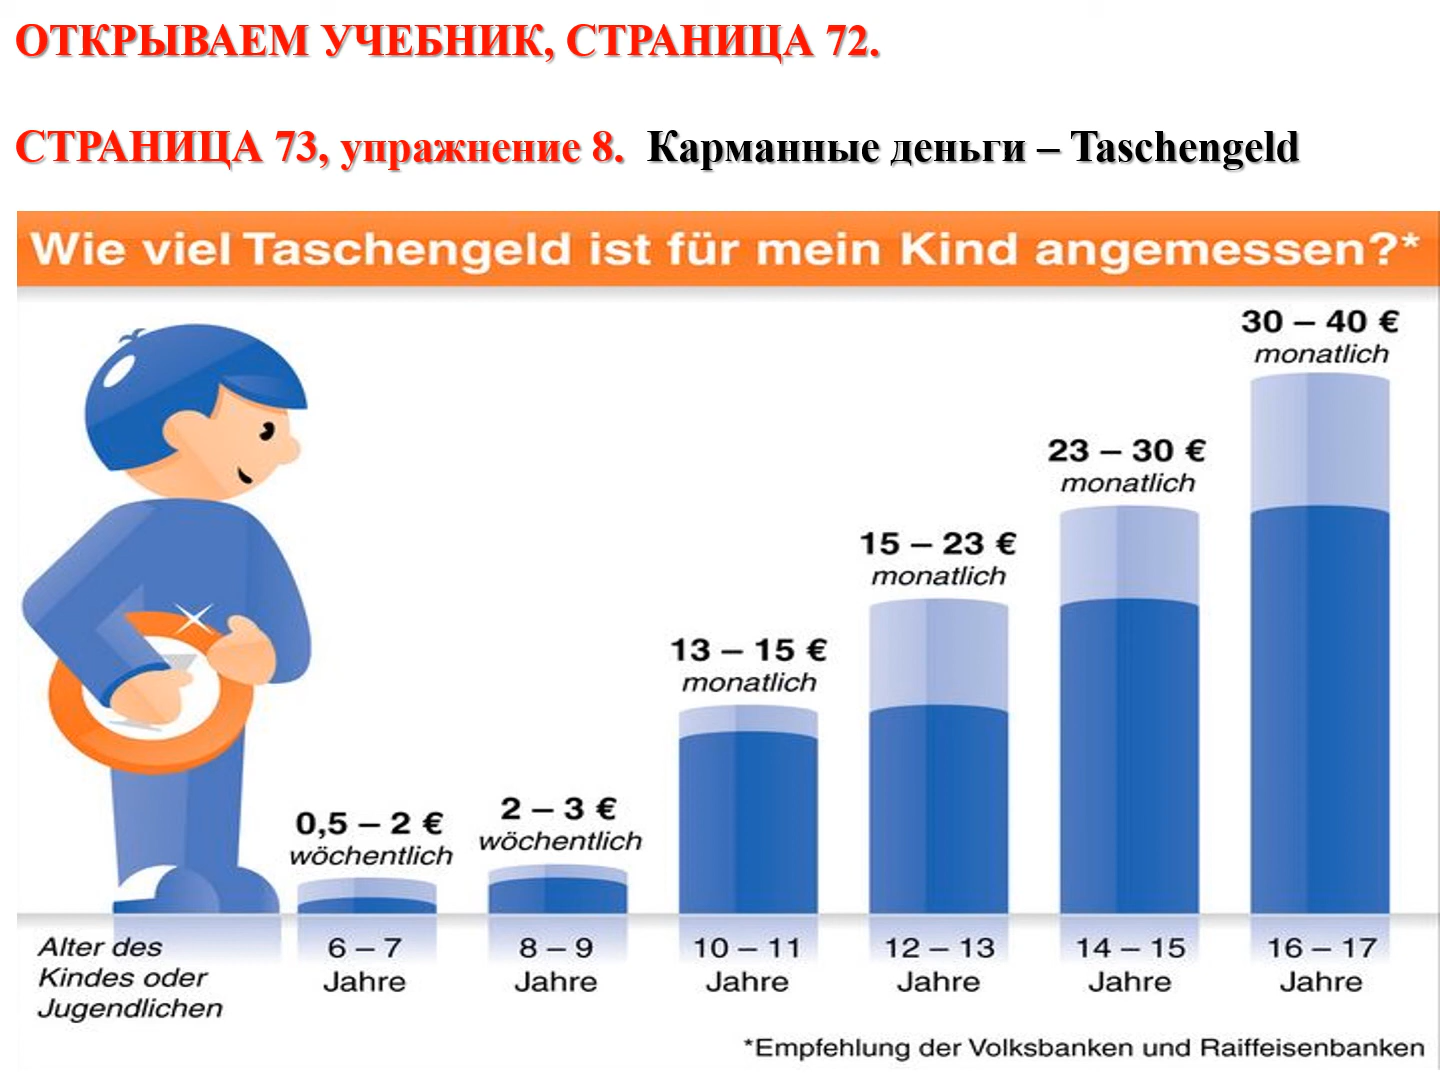 ОТКРЫВАЕМ УЧЕБНИК, СТРАНИЦА 72.
СТРАНИЦА 73, упражнение 8. Карманные деньги – Taschengeld
Wie viel Taschengeld ist für mein Kind angemessen?*
30 – 40 €
monatlich
23 – 30 €
monatlich
15 – 23 €
monatlich
13 – 15 €
monatlich
2 – 3 €
wöchentlich
0,5 – 2 €
wöchentlich
Alter des
Kindes oder
Jugendlichen
6 – 7
Jahre
8 – 9
Jahre
10 – 11
Jahre
12 – 13
Jahre
14 – 15
Jahre
16 – 17
Jahre
*Empfehlung der Volksbanken und Raiffeisenbanken